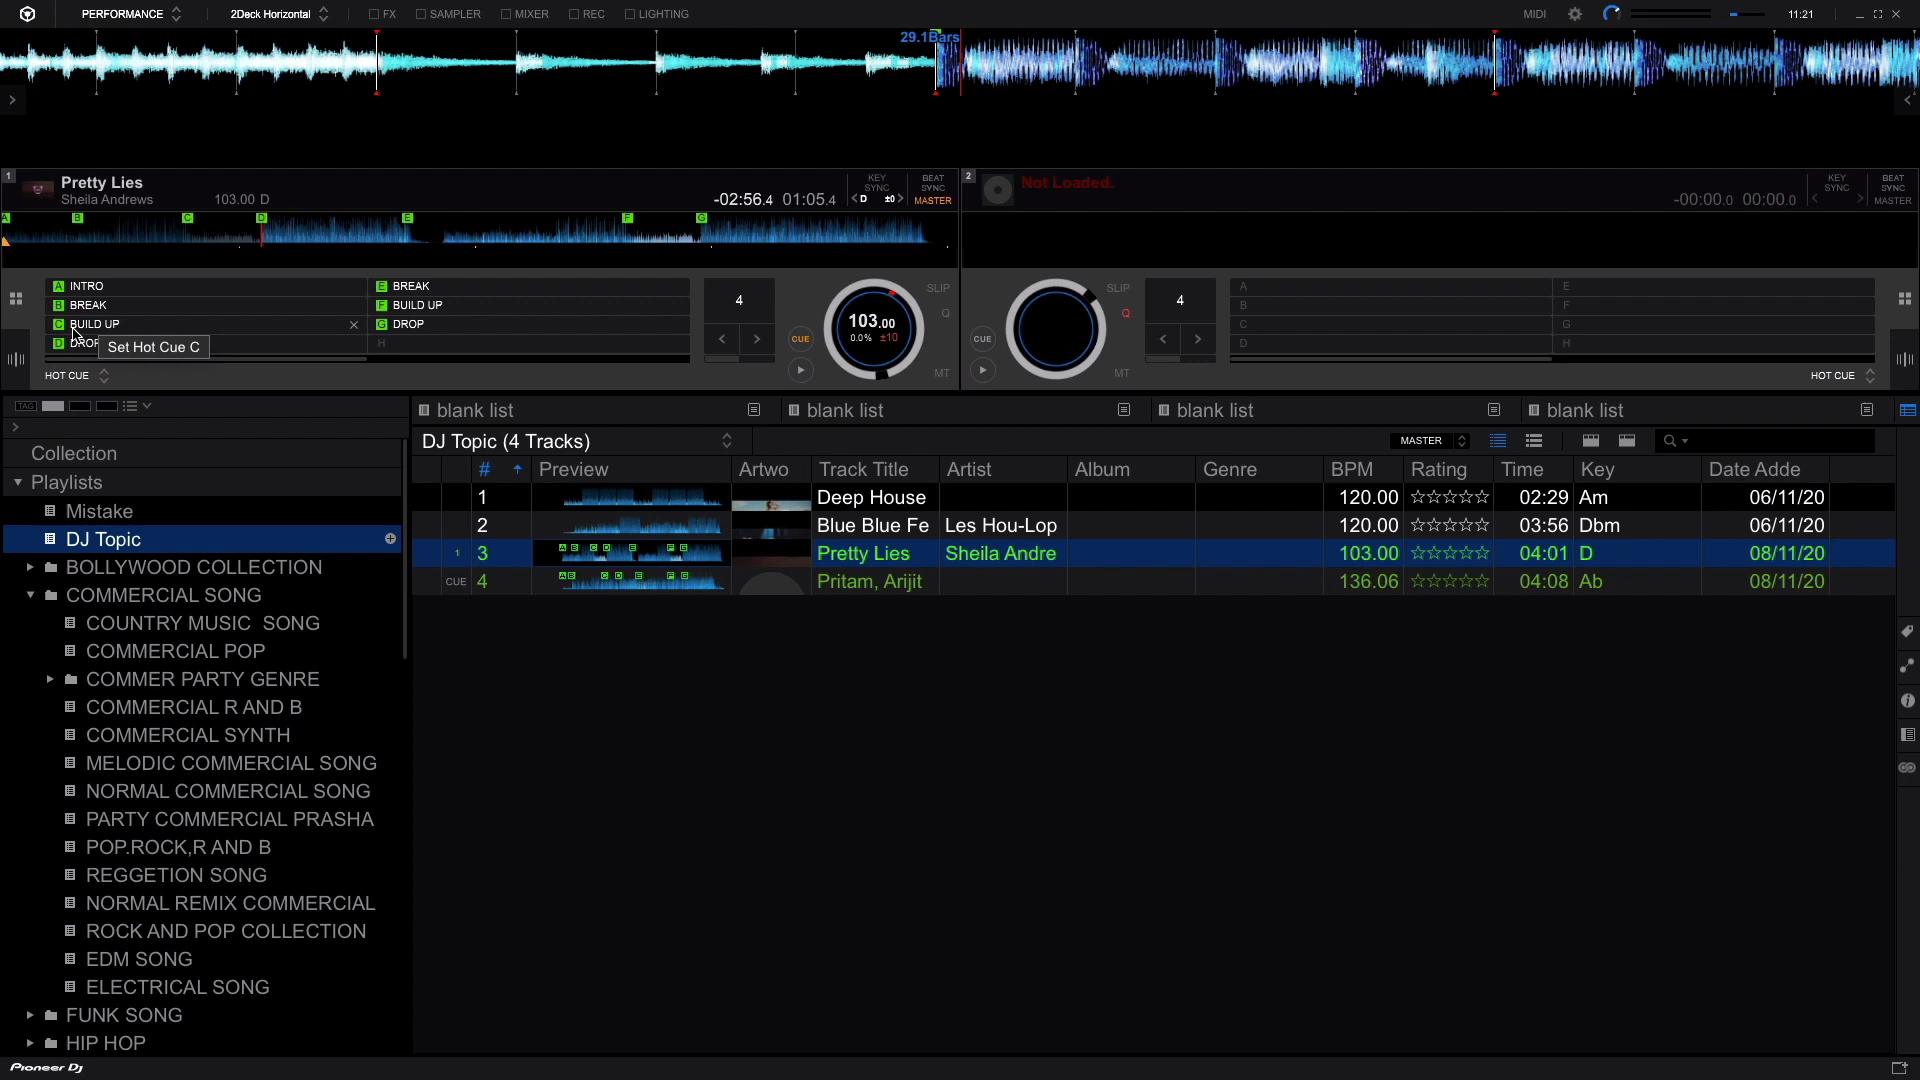 PERFORMANCE 2Deck Horizontal FX SAMPLER MIXER REC LIGHTING MIDI 11:21
29.1Bars
1 Pretty Lies
Sheila Andrews 103.00 D -02:56.4 01:05.4
KEY SYNC D ±0 BEAT SYNC MASTER
2 Not Loaded.
-00:00.0 00:00.0
KEY SYNC BEAT SYNC MASTER
A B C D E F G
A INTRO E BREAK
B BREAK F BUILD UP
C BUILD UP G DROP
D DROP H
Set Hot Cue C
HOT CUE
4
CUE
103.00
0.0% ±10
SLIP
Q
MT
CUE
SLIP
Q
MT
4
A E
B F
C G
D H
HOT CUE
TAG
blank list blank list blank list blank list
DJ Topic (4 Tracks) MASTER
# Preview Artwo Track Title Artist Album Genre BPM Rating Time Key Date Adde
1 Deep House 120.00 ☆☆☆☆☆ 02:29 Am 06/11/20
2 Blue Blue Fe Les Hou-Lop 120.00 ☆☆☆☆☆ 03:56 Dbm 06/11/20
1 3 A B C D E F G Pretty Lies Sheila Andre 103.00 ☆☆☆☆☆ 04:01 D 08/11/20
CUE 4 A B C D E F G Pritam, Arijit 136.06 ☆☆☆☆☆ 04:08 Ab 08/11/20
Collection
Playlists
Mistake
DJ Topic
BOLLYWOOD COLLECTION
COMMERCIAL SONG
COUNTRY MUSIC SONG
COMMERCIAL POP
COMMER PARTY GENRE
COMMERCIAL R AND B
COMMERCIAL SYNTH
MELODIC COMMERCIAL SONG
NORMAL COMMERCIAL SONG
PARTY COMMERCIAL PRASHA
POP.ROCK,R AND B
REGGETION SONG
NORMAL REMIX COMMERCIAL
ROCK AND POP COLLECTION
EDM SONG
ELECTRICAL SONG
FUNK SONG
HIP HOP
Pioneer Dj